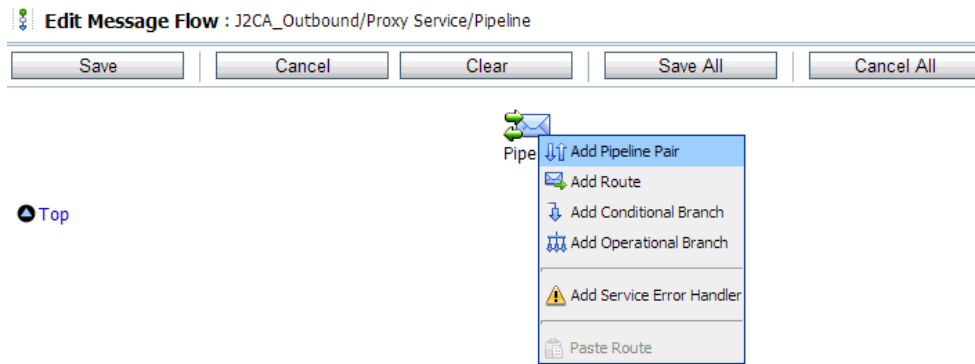 Edit Message Flow : J2CA_Outbound/Proxy Service/Pipeline
Save Cancel Clear Save All Cancel All
Pipe
Add Pipeline Pair
Add Route
Top
Add Conditional Branch
Add Operational Branch
Add Service Error Handler
Paste Route